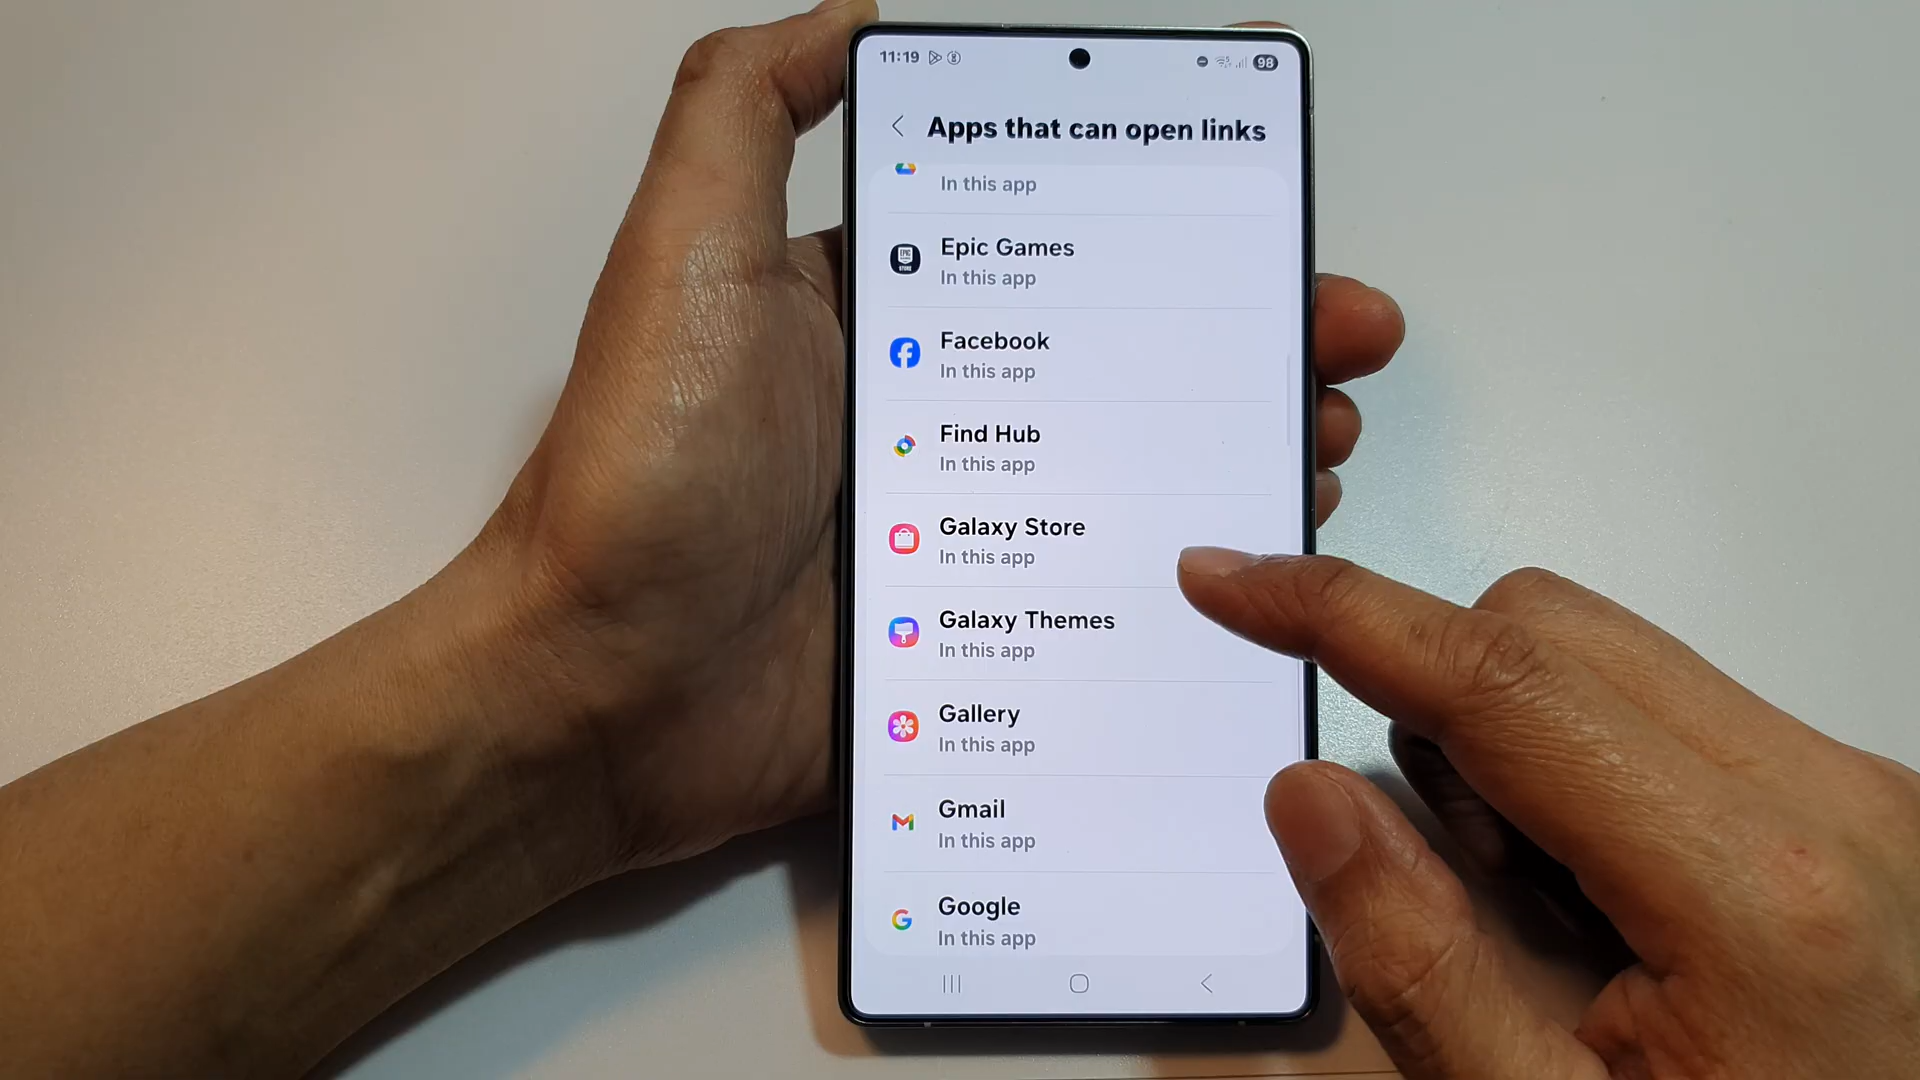 11:19
98
Apps that can open links
In this app
Epic Games
In this app
Facebook
In this app
Find Hub
In this app
Galaxy Store
In this app
Galaxy Themes
In this app
Gallery
In this app
Gmail
In this app
Google
In this app